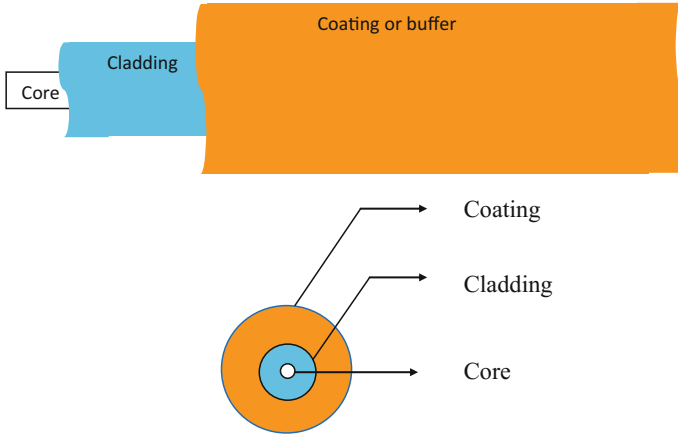 Coating or buffer
Cladding
Core
Coating
Cladding
Core